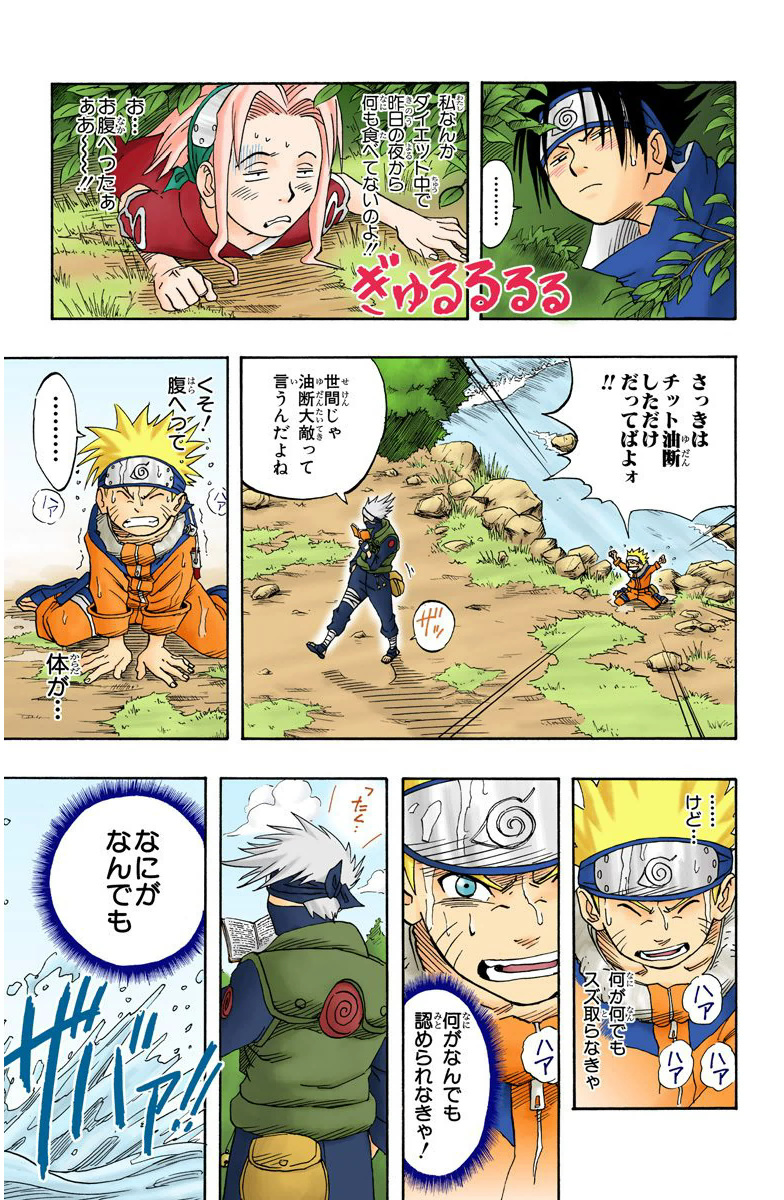 ………
私なんか
ダイエット中で
昨日の夜から
何も食べてないのよ!!
お…
お腹へったぁ
ぁあ～～!!
ぎゅるるるる
さっきは
チット油断
しただけ
だってばよォ
!!
世間じゃ
油断大敵って
言うんだよね
ザッ
くそ!
腹へって
………
ハァ
ハァ
体が…
……
けど…
何が何でも
スズ取らなきゃ
ハァ
ハァ
ハァ
何がなんでも
認められなきゃ!
ハァ
ったく…
なにが
なんでも
ザバァ!!